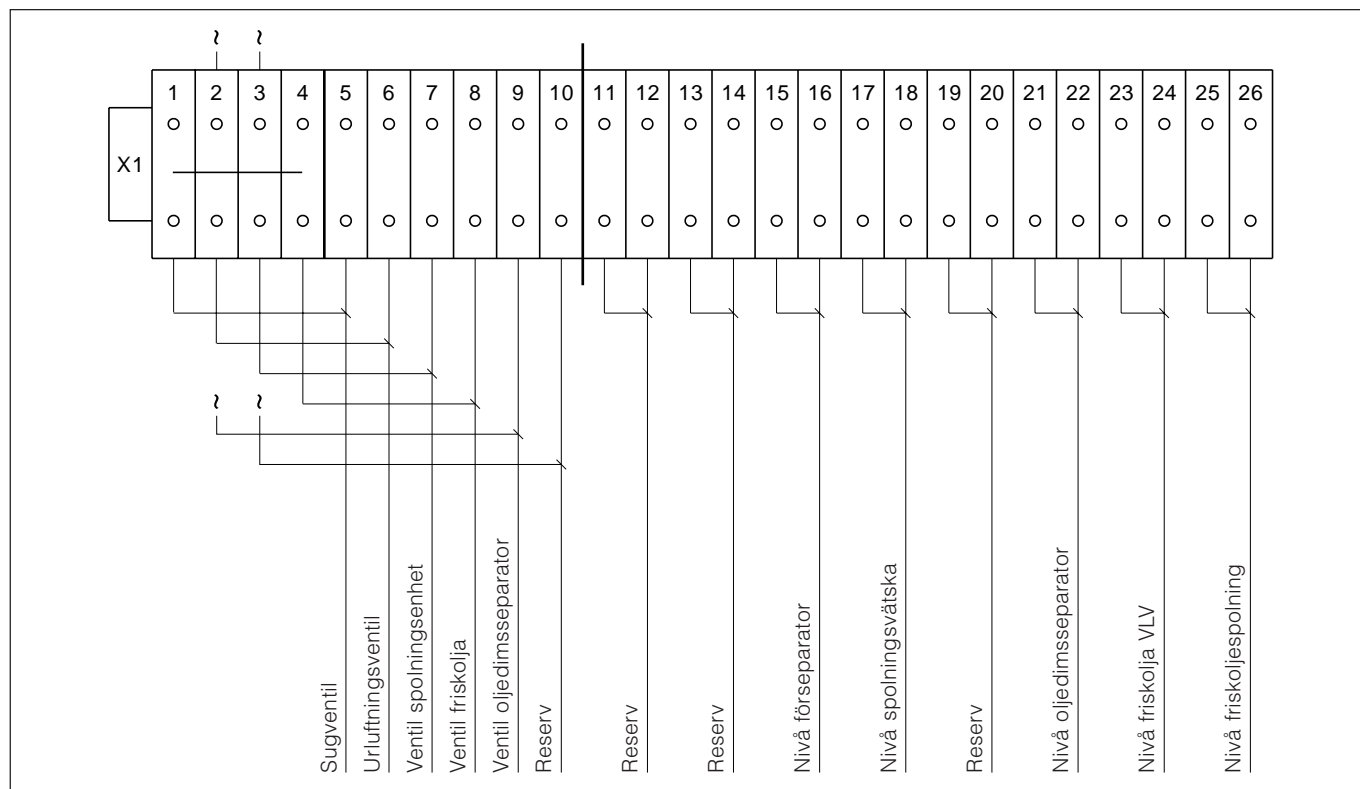 ~ ~
1 2 3 4 5 6 7 8 9 10 11 12 13 14 15 16 17 18 19 20 21 22 23 24 25 26
X1
~ ~
Sugventil
Urluftningsventil
Ventil spolningsenhet
Ventil friskolja
Ventil oljedimsseparator
Reserv
Reserv
Reserv
Nivå förseparator
Nivå spolningsvätska
Reserv
Nivå oljedimsseparator
Nivå friskolja VLV
Nivå friskoljespolning